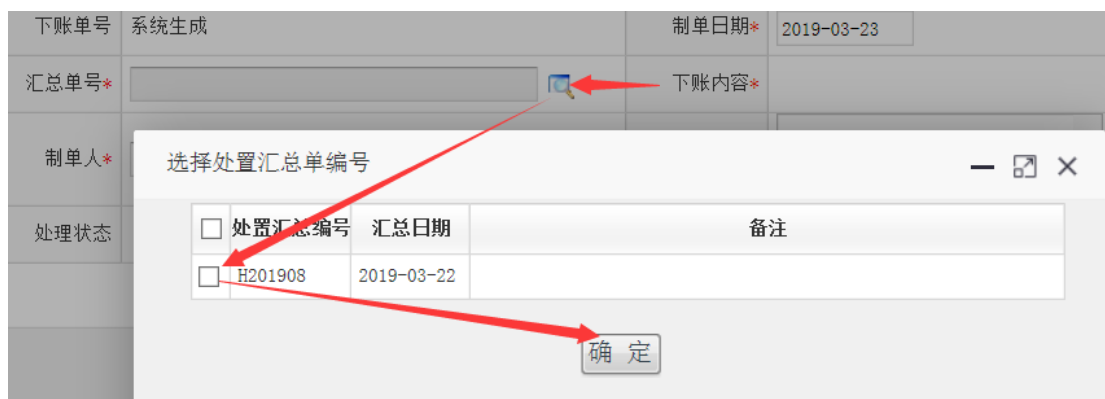 下账单号 系统生成 制单日期* 2019-03-23
汇总单号* 下账内容*
制单人*
选择处置汇总单编号
处理状态
处置汇总编号 汇总日期 备注
H201908 2019-03-22
确 定